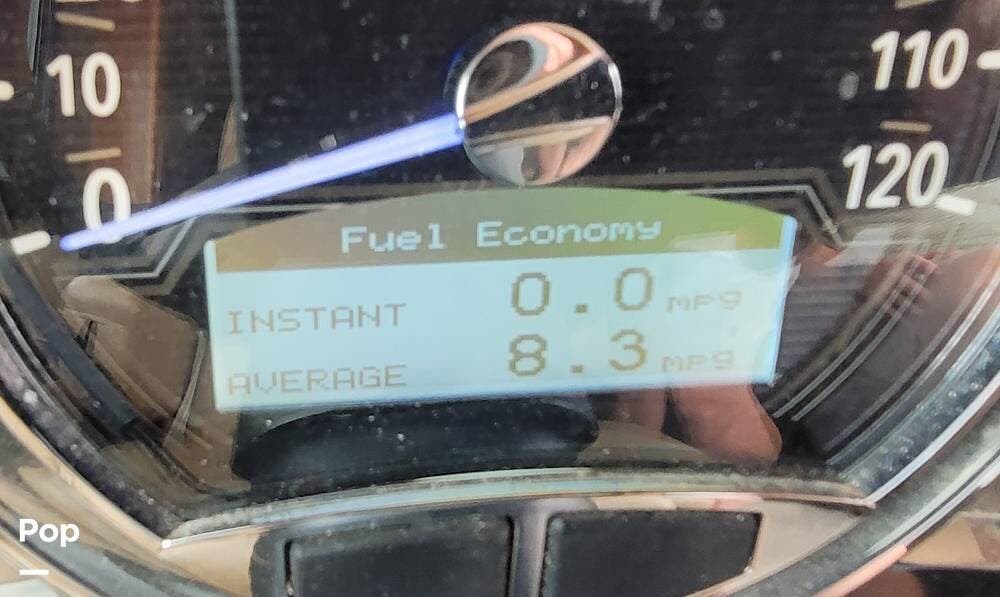 10
0
110
120
Fuel Economy
INSTANT 0.0 mpg
AVERAGE 8.3 mpg
Pop